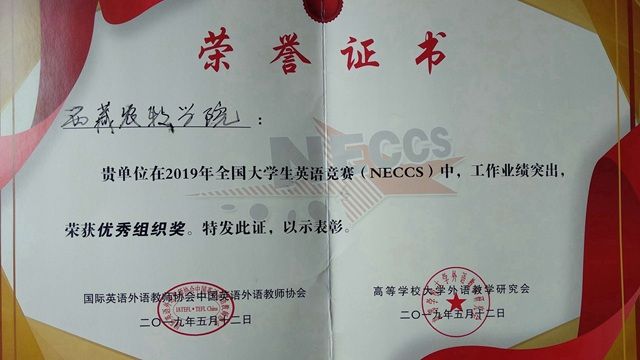 荣誉证书
西藏农牧学院：
NECCS
贵单位在2019年全国大学生英语竞赛（NECCS）中，工作业绩突出，
荣获优秀组织奖。特发此证，以示表彰。
国际英语外语教师协会中国英语外语教师协会
高等学校大学外语教学研究会
二〇一九年五月十二日
二〇一九年五月十二日